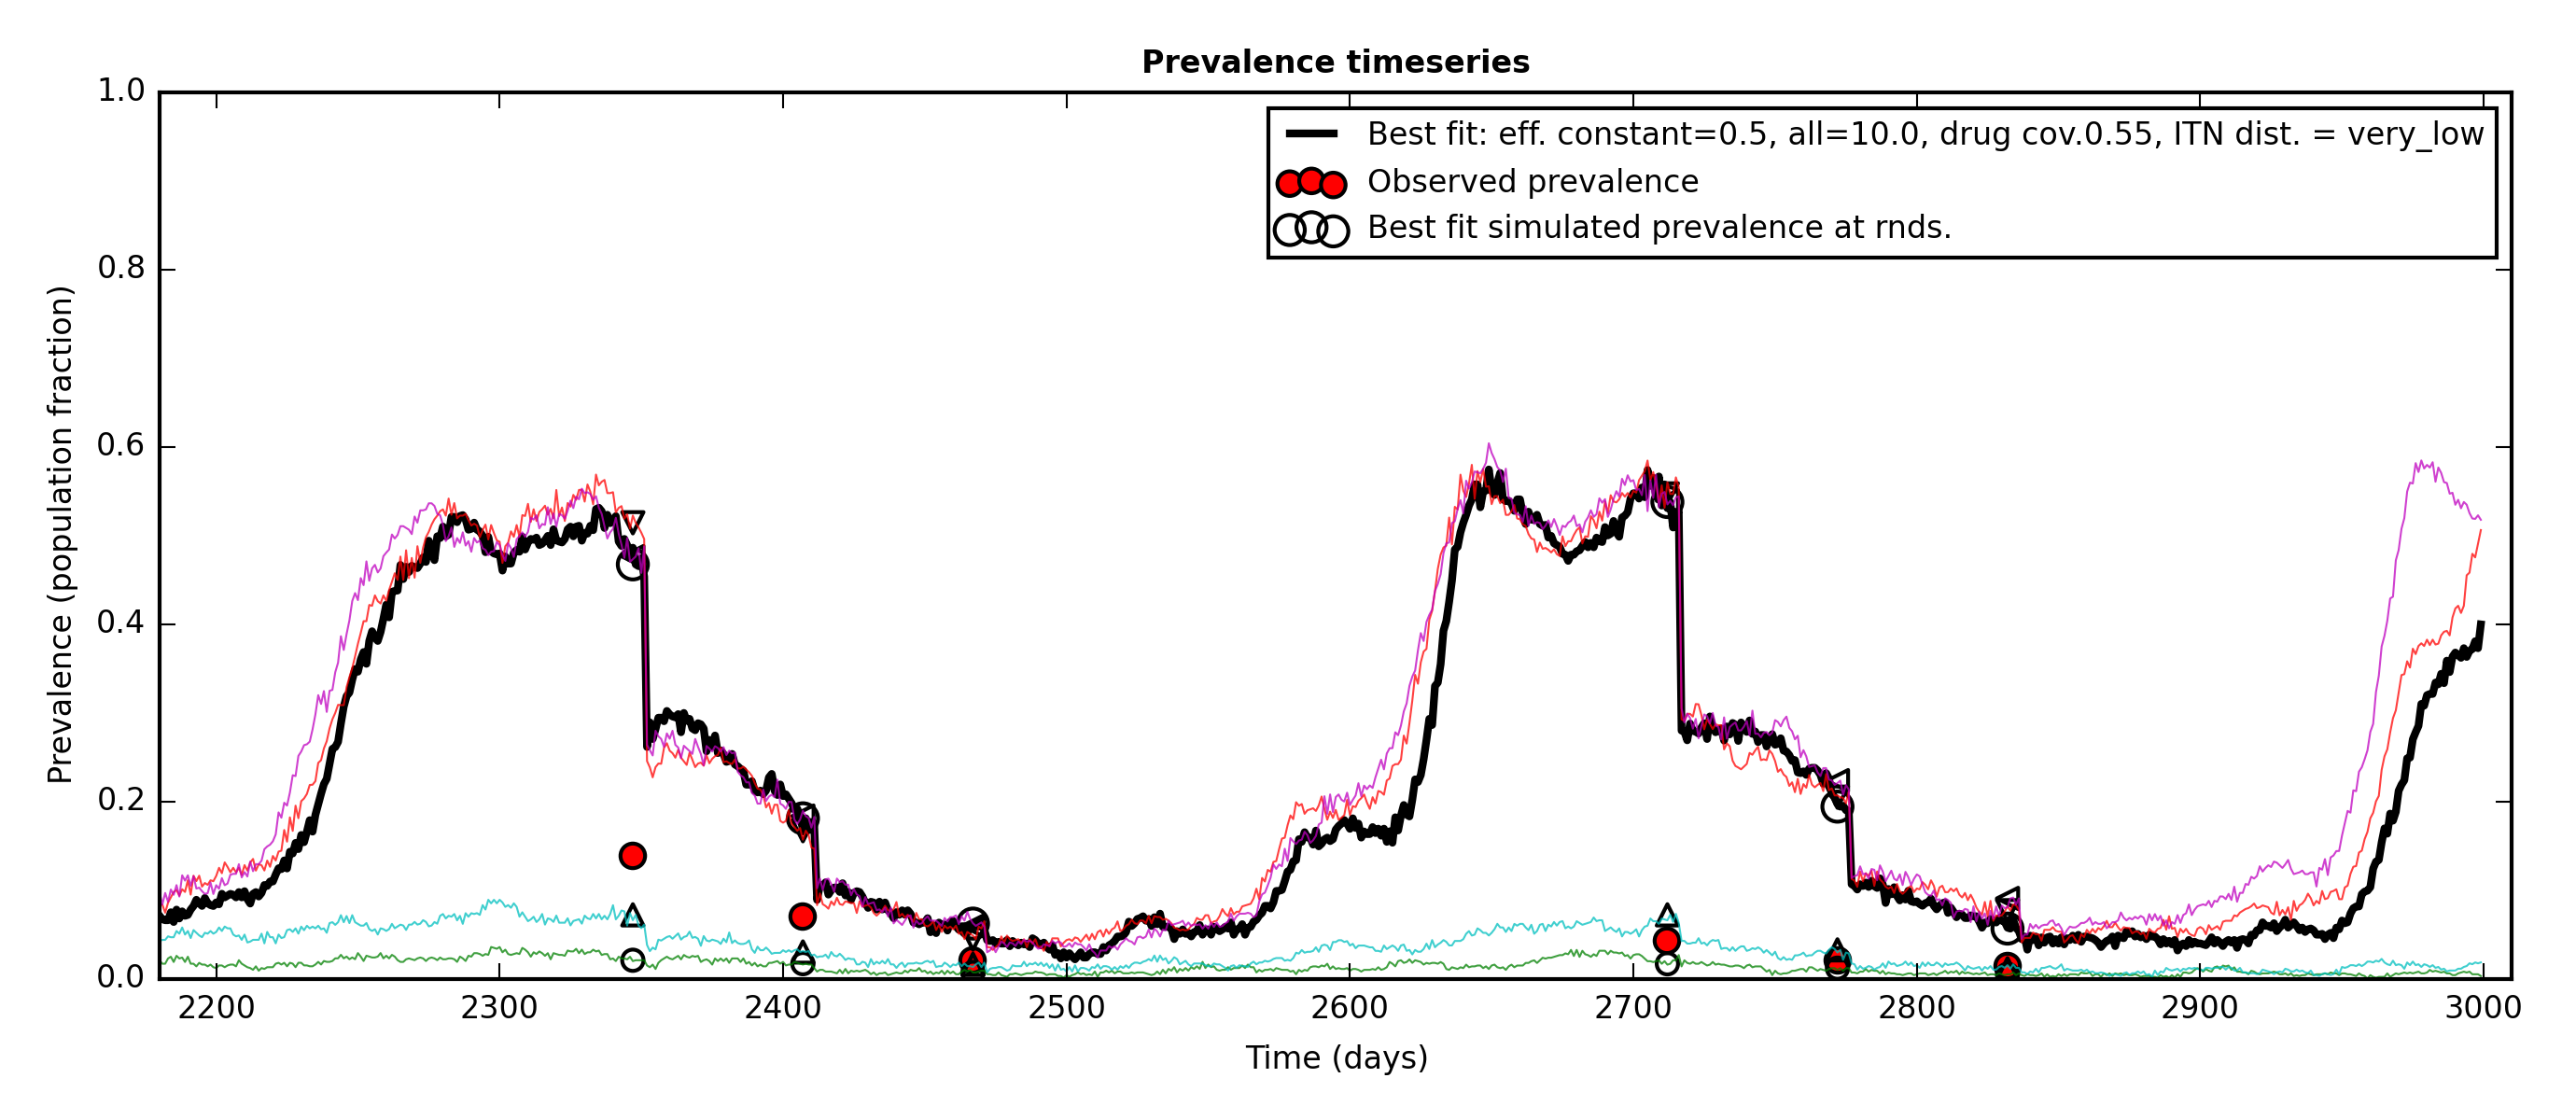 Prevalence timeseries
1.0
0.8
0.6
0.4
0.2
0.0
Prevalence (population fraction)
Best fit: eff. constant=0.5, all=10.0, drug cov.0.55, ITN dist. = very_low
Observed prevalence
Best fit simulated prevalence at rnds.
2200 2300 2400 2500 2600 2700 2800 2900 3000
Time (days)